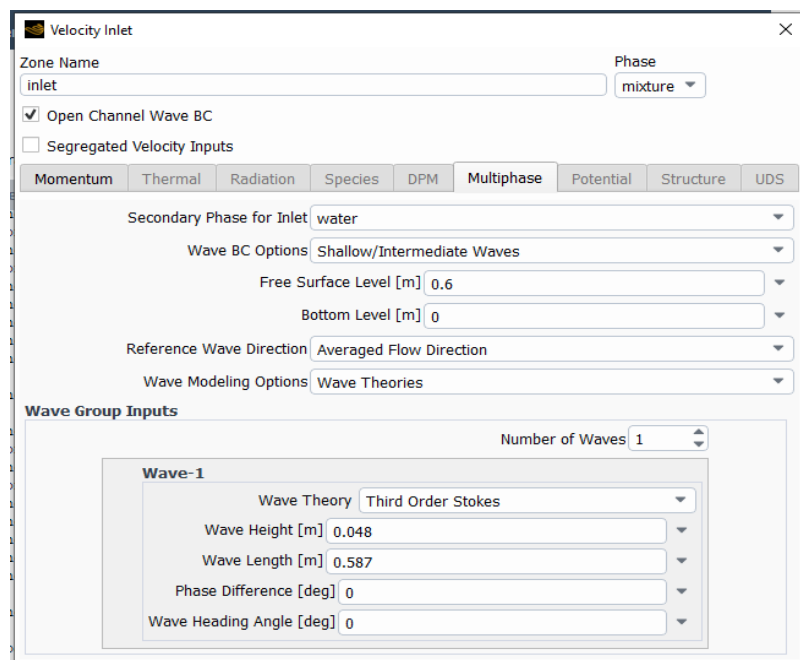 Velocity Inlet
Zone Name
Phase
inlet
mixture
Open Channel Wave BC
Segregated Velocity Inputs
Momentum Thermal Radiation Species DPM Multiphase Potential Structure UDS
Secondary Phase for Inlet water
Wave BC Options Shallow/Intermediate Waves
Free Surface Level [m] 0.6
Bottom Level [m] 0
Reference Wave Direction Averaged Flow Direction
Wave Modeling Options Wave Theories
Wave Group Inputs
Number of Waves 1
Wave-1
Wave Theory Third Order Stokes
Wave Height [m] 0.048
Wave Length [m] 0.587
Phase Difference [deg] 0
Wave Heading Angle [deg] 0